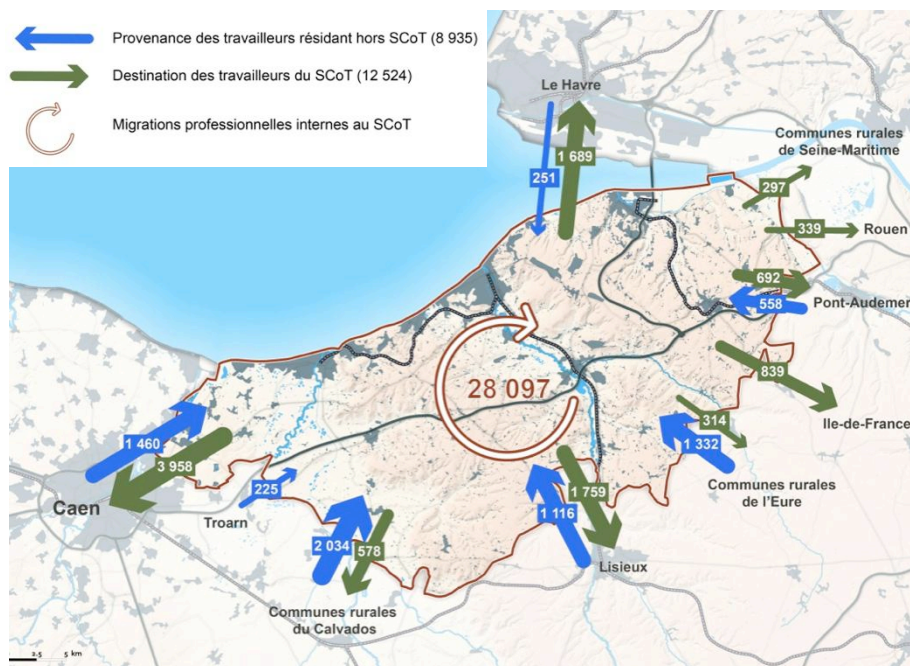 Provenance des travailleurs résidant hors SCoT (8 935)
Destination des travailleurs du SCoT (12 524)
Migrations professionnelles internes au SCoT
Le Havre
Communes rurales
de Seine-Maritime
1 689
251
297
339
Rouen
692
558
Pont-Audemer
28 097
839
Ile-de-France
314
1 332
Communes rurales
de l'Eure
1 460
3 958
Caen
225
Troarn
2 034
578
Communes rurales
du Calvados
1 759
1 116
Lisieux
2.5 5 km